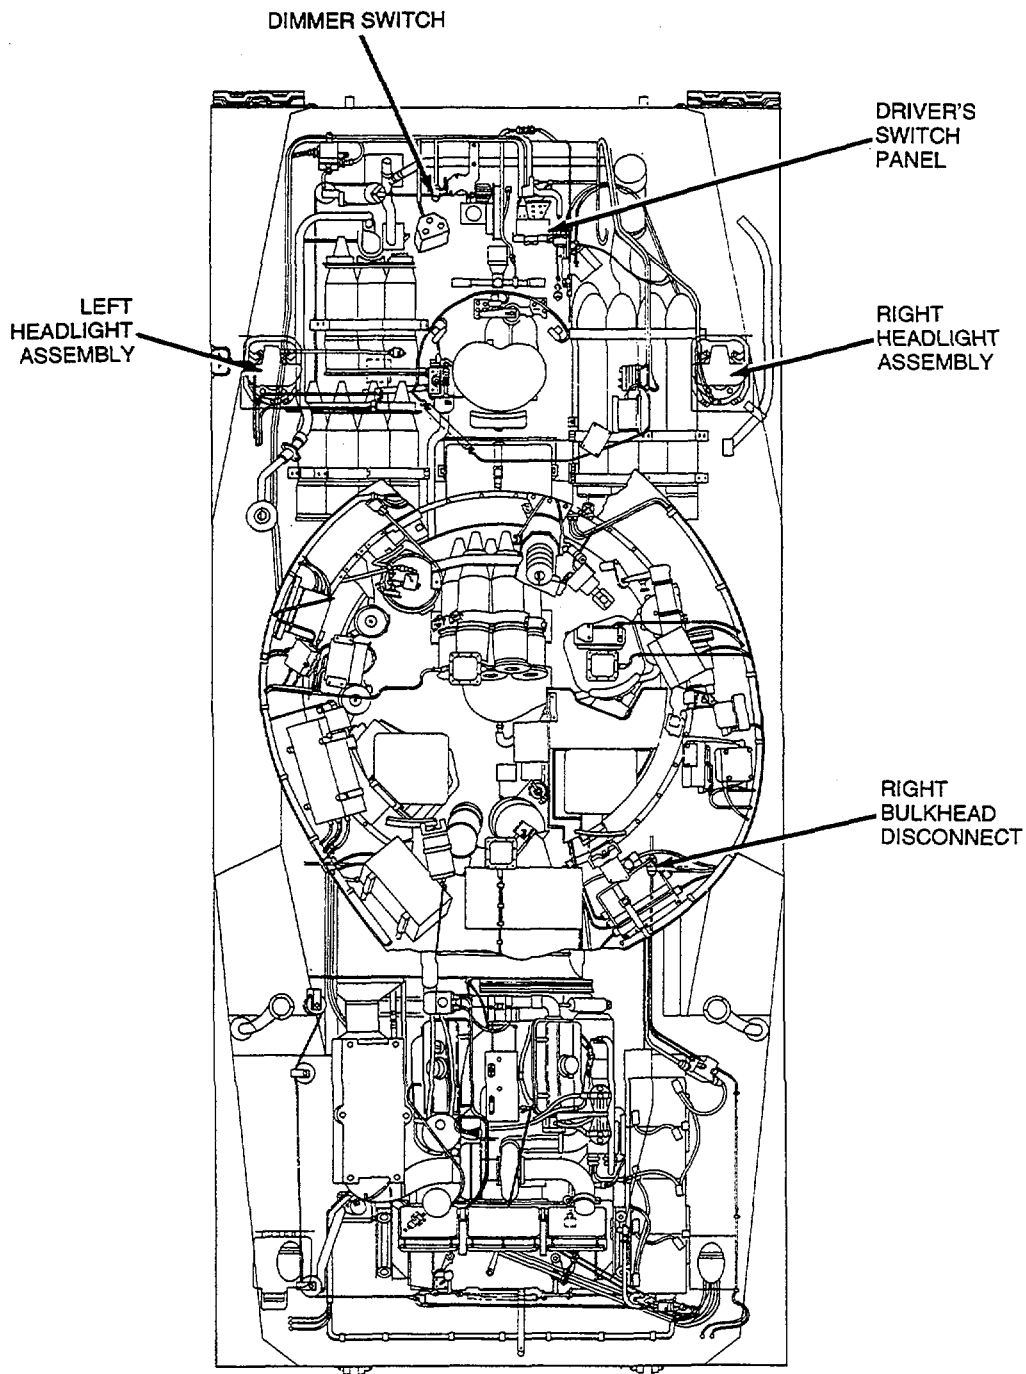 DIMMER SWITCH
DRIVER'S
SWITCH
PANEL
LEFT
HEADLIGHT
ASSEMBLY
RIGHT
HEADLIGHT
ASSEMBLY
RIGHT
BULKHEAD
DISCONNECT